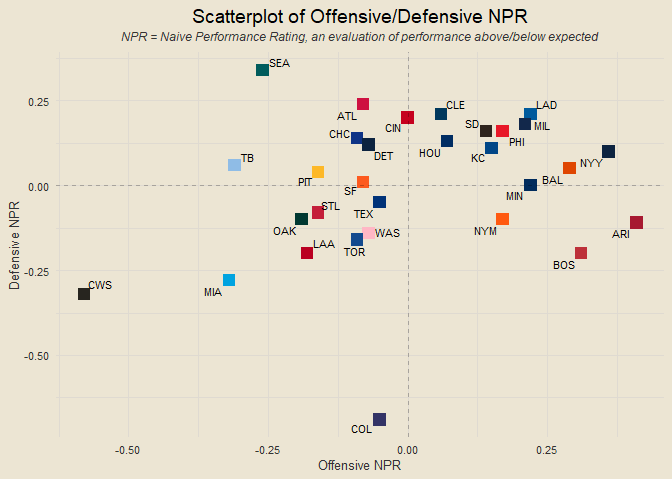 Scatterplot of Offensive/Defensive NPR
NPR = Naive Performance Rating, an evaluation of performance above/below expected
SEA
0.25
ATL
CLE
LAD
CIN
SD
MIL
CHC
PHI
DET
HOU
KC
NYY
TB
PIT
SF
BAL
0.00
MIN
STL
TEX
OAK
WAS
NYM
ARI
LAA
TOR
BOS
-0.25
CWS
MIA
-0.50
COL
Defensive NPR
-0.50
-0.25
0.00
0.25
Offensive NPR